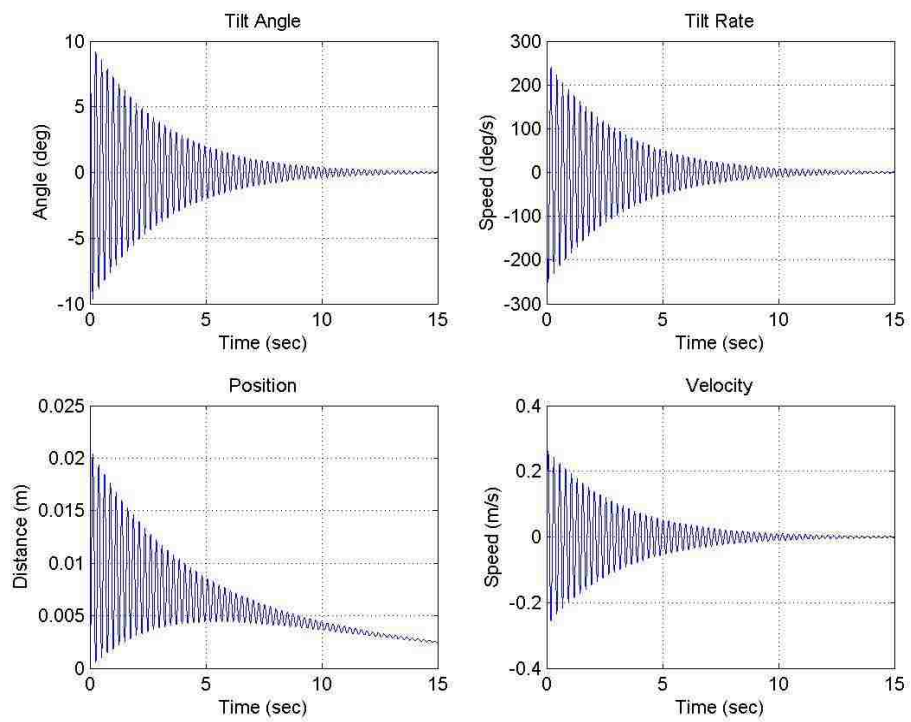 Tilt Angle
10
5
0
-5
-10
Angle (deg)
0 5 10 15
Time (sec)
Tilt Rate
300
200
100
0
-100
-200
-300
Speed (deg/s)
0 5 10 15
Time (sec)
Position
0.025
0.02
0.015
0.01
0.005
0
Distance (m)
0 5 10 15
Time (sec)
Velocity
0.4
0.2
0
-0.2
-0.4
Speed (m/s)
0 5 10 15
Time (sec)